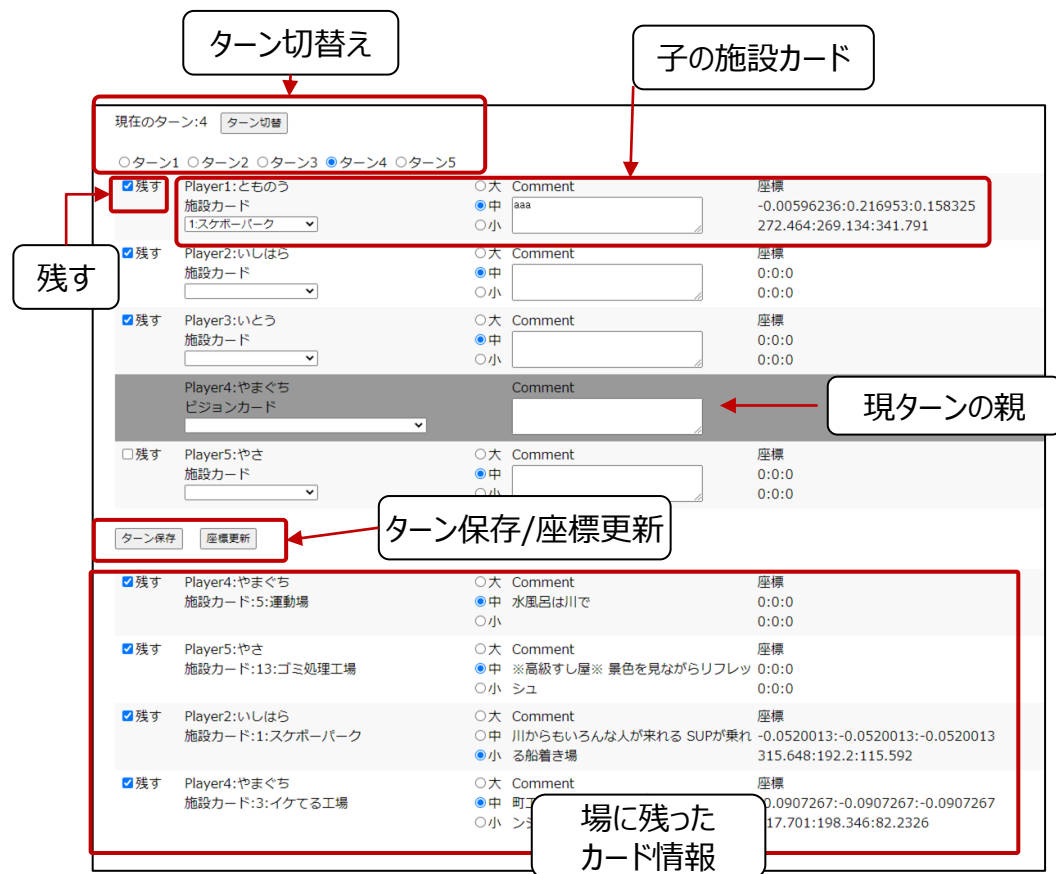 ターン切替え
子の施設カード
現在のターン:4 ターン切替
ターン1 ターン2 ターン3 ターン4 ターン5
残す Player1:とものう 大 Comment 座標
施設カード 中 aaa -0.00596236:0.216953:0.158325
1:スケボーパーク 小 272.464:269.134:341.791
残す
残す Player2:いしはら 大 Comment 座標
施設カード 中 0:0:0
小 0:0:0
残す Player3:いとう 大 Comment 座標
施設カード 中 0:0:0
小 0:0:0
Player4:やまぐち Comment
ビジョンカード
現ターンの親
残す Player5:やさ 大 Comment 座標
施設カード 中 0:0:0
小 0:0:0
ターン保存/座標更新
ターン保存 座標更新
残す Player4:やまぐち 大 Comment 座標
施設カード:5:運動場 中 水風呂は川で 0:0:0
小 0:0:0
残す Player5:やさ 大 Comment 座標
施設カード:13:ゴミ処理工場 中 ※高級すし屋※ 景色を見ながらリフレッ 0:0:0
小 シュ 0:0:0
残す Player2:いしはら 大 Comment 座標
施設カード:1:スケボーパーク 中 川からもいろんな人が来れる SUPが乗れ -0.0520013:-0.0520013:-0.0520013
小 る船着き場 315.648:192.2:115.592
残す Player4:やまぐち 大 Comment 座標
施設カード:3:イケてる工場 中 町 0.0907267:-0.0907267:-0.0907267
小 ン 17.701:198.346:82.2326
場に残った
カード情報